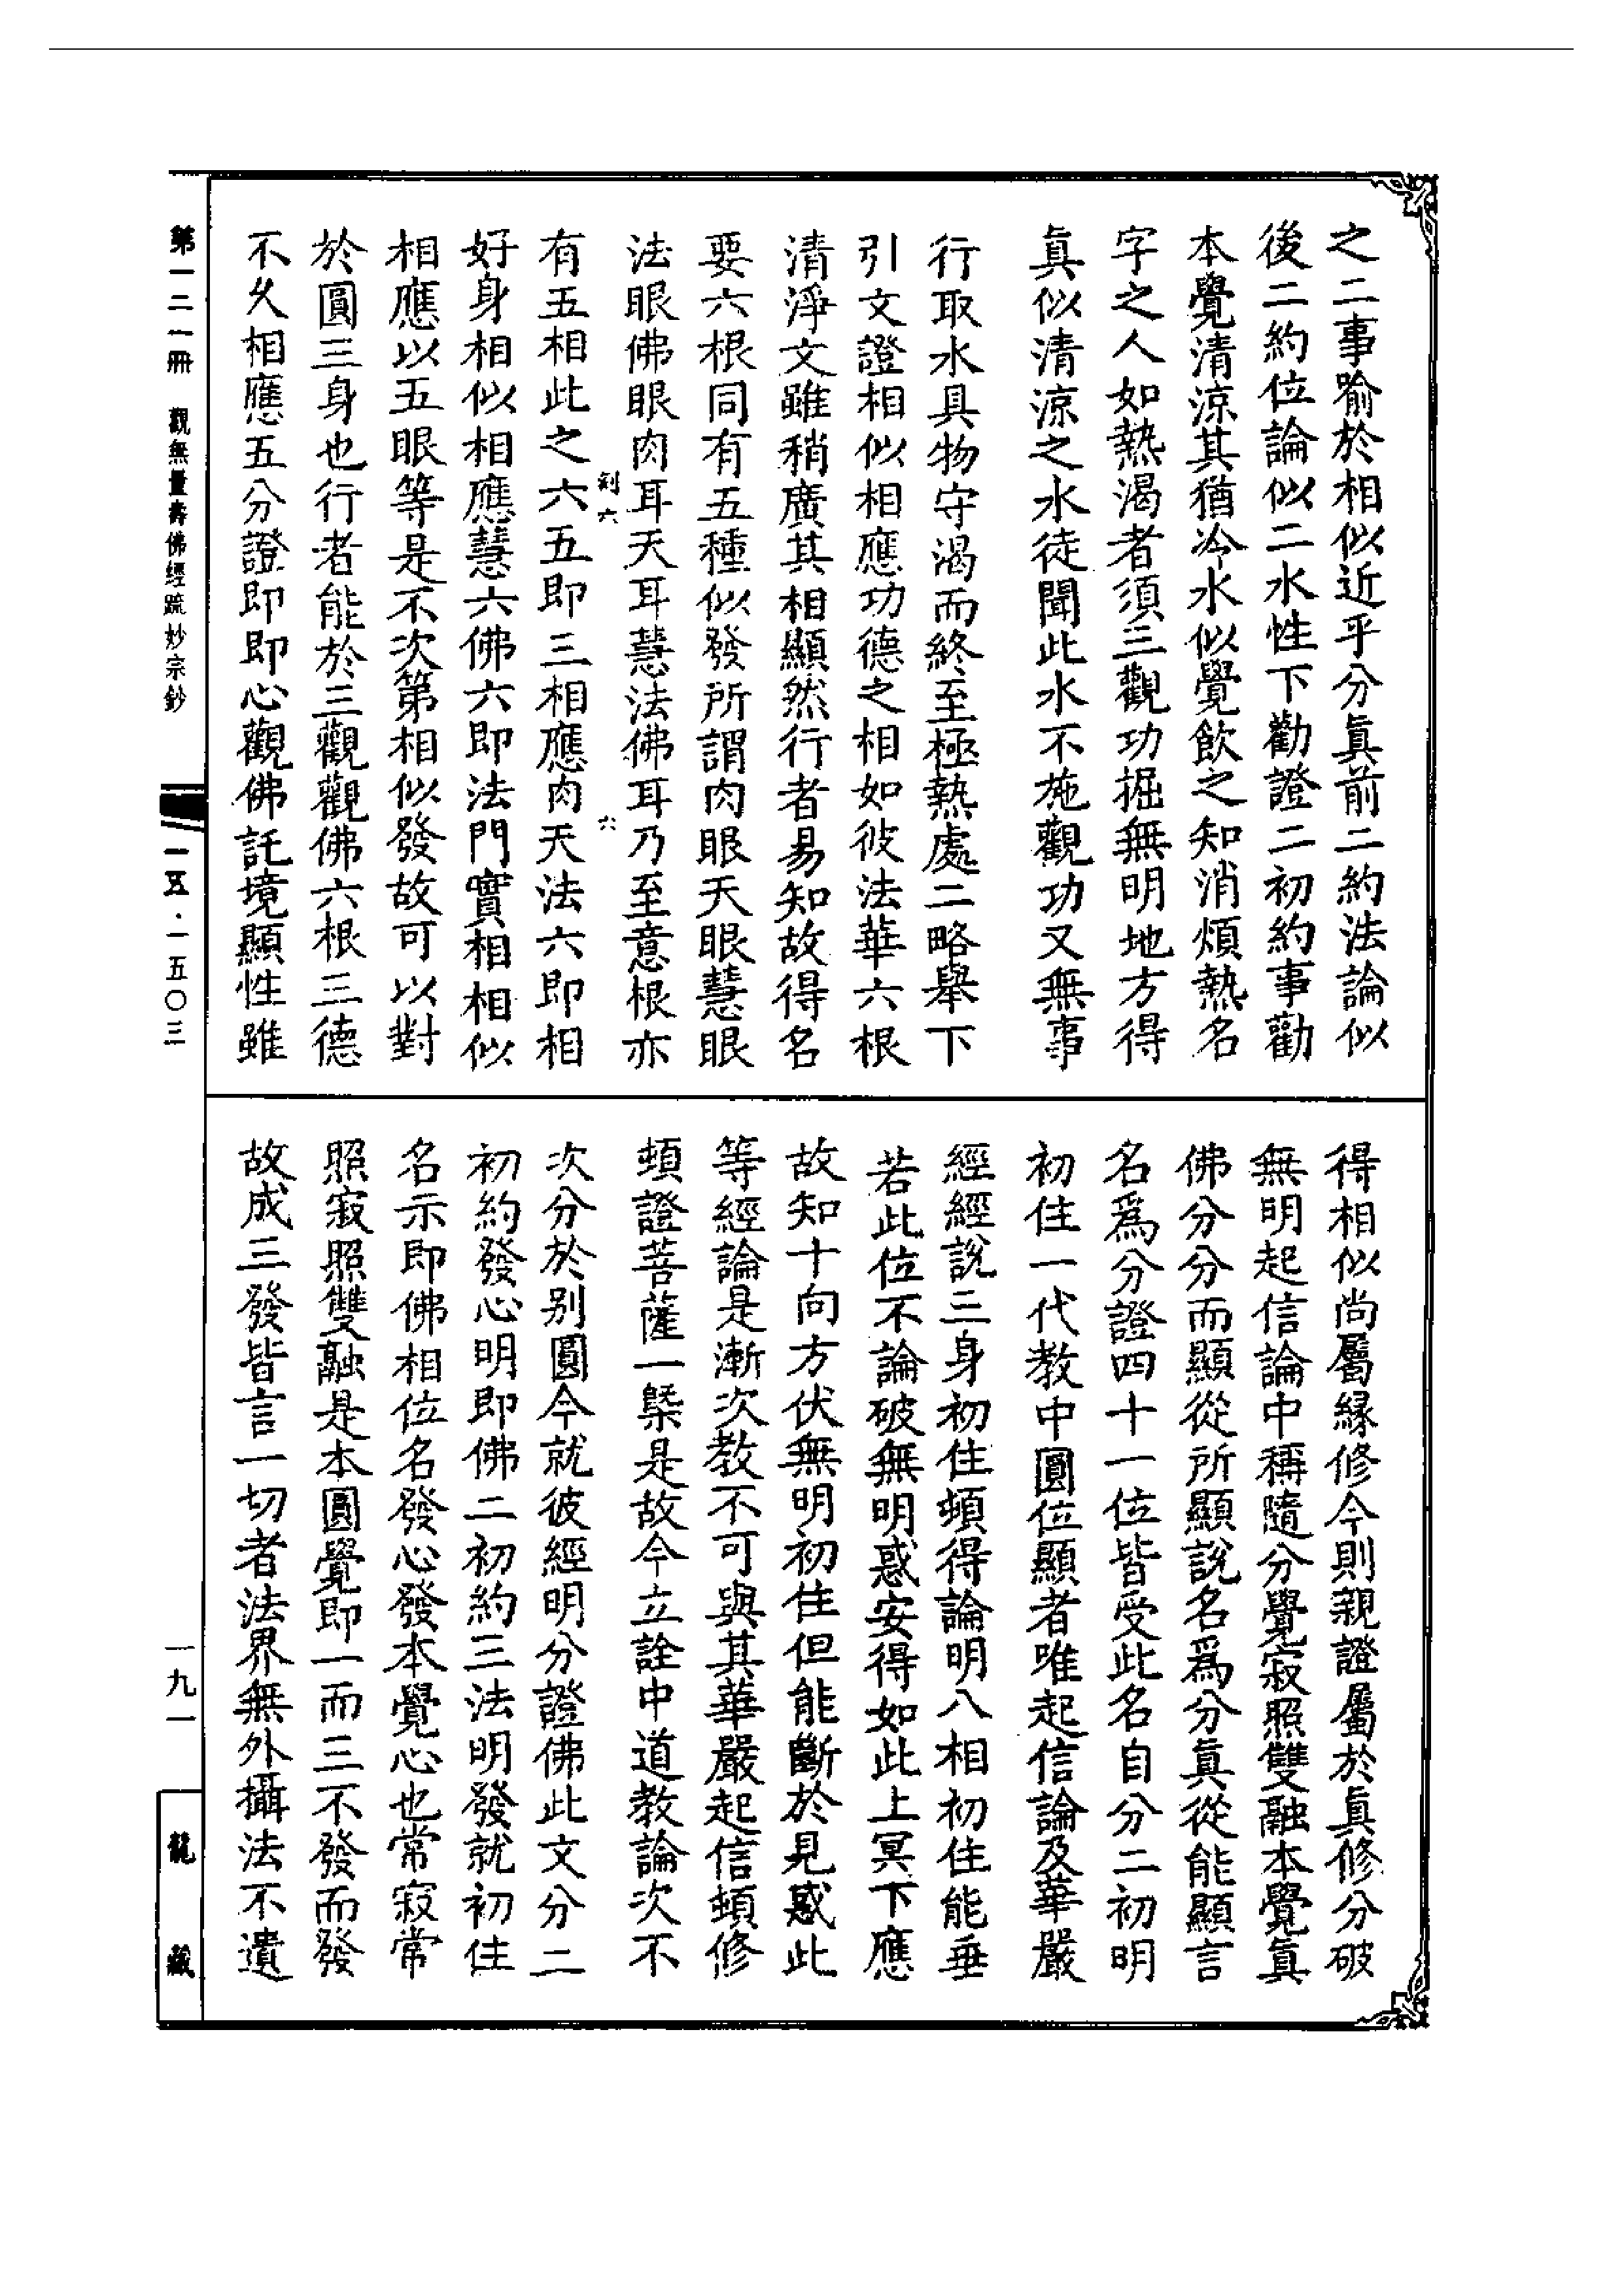 之二事喻於相似近乎分眞前二約法論似
後二約位論似二水性下勸證二初約事勸
本覺清涼其猶冷水似覺飲之知消煩熱名
字之人如熱渴者須三觀功掘無明地方得
眞似清涼之水徒聞此水不施觀功又無事
行取水具物守渴而終至極熱處二略舉下
引文證相似相應功德之相如彼法華六根
清淨文雖稍廣其相顯然行者易知故得名
要六根同有五種似發所謂肉眼天眼慧眼
法眼佛眼肉耳天耳慧法佛耳乃至意根亦
刻六
六
有五相此之六五即三相應肉天法六即相
好身相似相應慧六佛六即法門實相相似
相應以五眼等是不次第相似發故可以對
於圓三身也行者能於三觀觀佛六根三德
不久相應五分證即即心觀佛託境顯性雖
得相似尚屬緣修今則親證屬於眞修分破
無明起信論中稱隨分覺寂照雙融本覺眞
佛分分而顯從所顯說名爲分眞從能顯言
名爲分證四十一位皆受此名自分二初明
初住一代教中圓位顯者唯起信論及華嚴
經經說三身初住頓得論明八相初住能垂
若此位不論破無明惑安得如此上冥下應
故知十向方伏無明初住但能斷於見惑此
等經論是漸次教不可與其華嚴起信頓修
頓證菩薩一槩是故今立詮中道教論次不
次分於别圓今就彼經明分證佛此文分二
初約發心明即佛二初約三法明發就初住
名示即佛相位名發心發本覺心也常寂常
照寂照雙融是本圓覺即一而三不發而發
故成三發皆言一切者法界無外攝法不遺
第一二一冊 觀無量壽佛經疏妙宗鈔
一五·一五〇三
一九一
龍藏